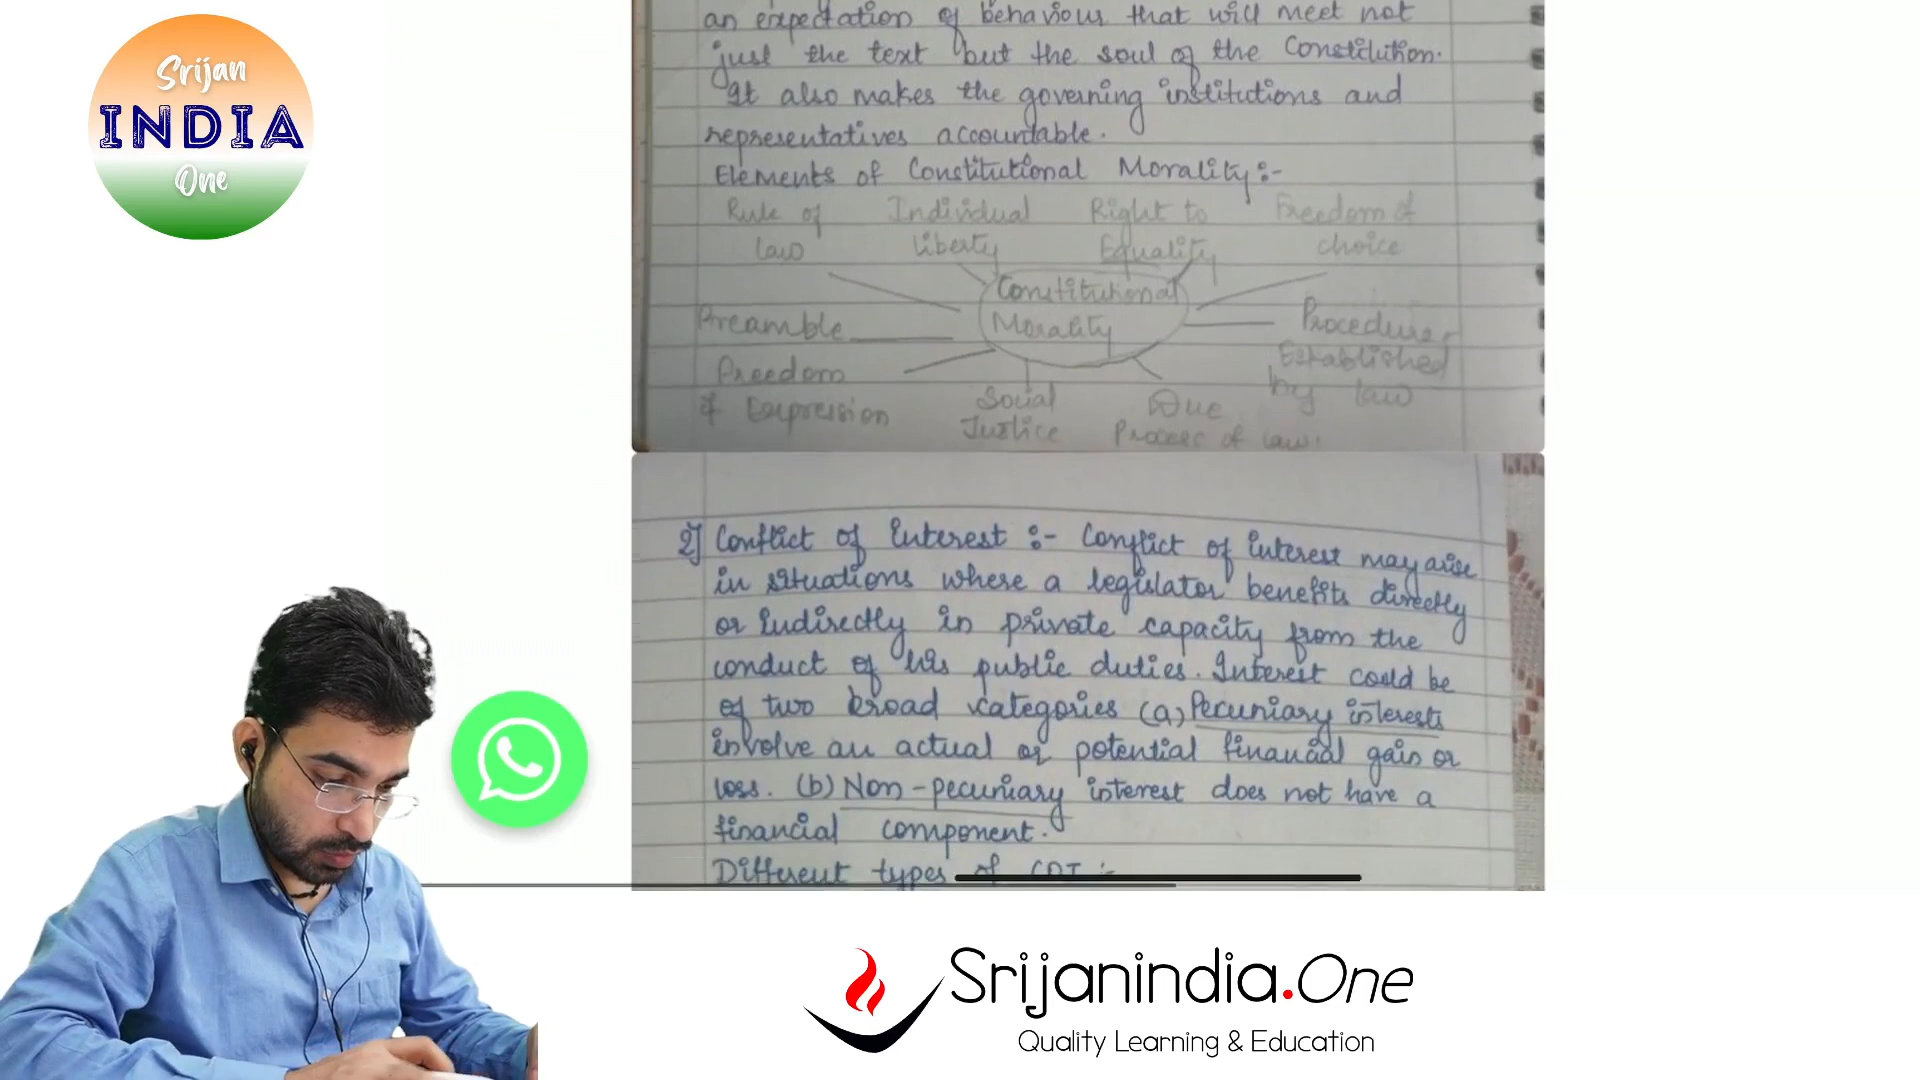 Srijan
INDIA
One
an expectation of behaviour that will meet not
just the text but the soul of the Constitution.
It also makes the governing institutions and
representatives accountable.
Elements of Constitutional Morality :-
Rule of law
Individual liberty
Right to Equality
Freedom of choice
Constitutional Morality
Preamble
Procedure Established by law
Freedom of Expression
Social Justice
Due Process of law.
2] Conflict of Interest :- Conflict of interest may arise
in situations where a legislator benefits directly
or indirectly in private capacity from the
conduct of his public duties. Interest could be
of two broad categories (a) Pecuniary interests
involve an actual or potential financial gain or
loss. (b) Non-pecuniary interest does not have a
financial component.
Different types of COI :-
Srijanindia.One
Quality Learning & Education